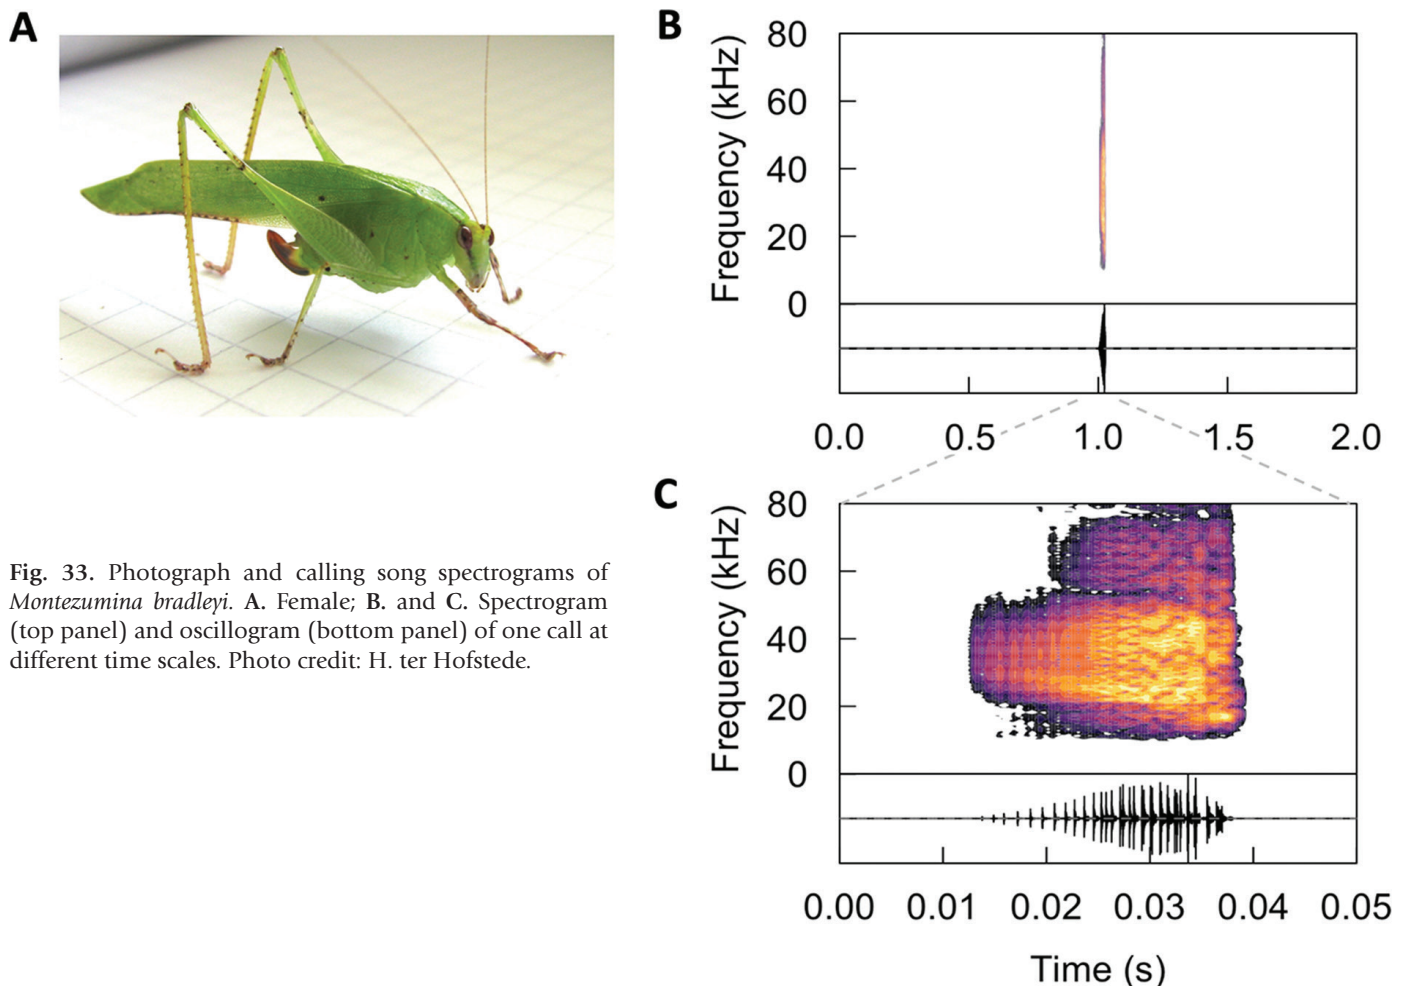 A
B
Frequency (kHz)
80
60
40
20
0
0.0 0.5 1.0 1.5 2.0
C
Frequency (kHz)
80
60
40
20
0
0.00 0.01 0.02 0.03 0.04 0.05
Time (s)
Fig. 33. Photograph and calling song spectrograms of
Montezumina bradleyi. A. Female; B. and C. Spectrogram
(top panel) and oscillogram (bottom panel) of one call at
different time scales. Photo credit: H. ter Hofstede.